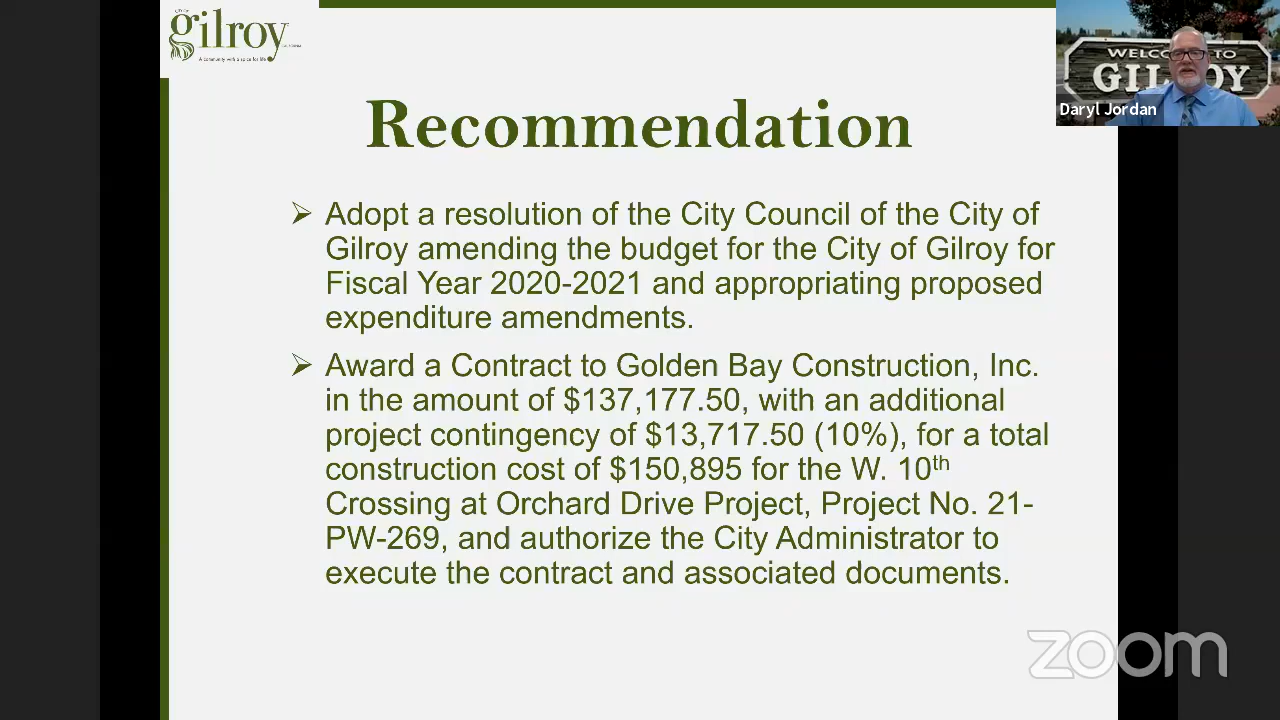 CITY OF
gilroy
CALIFORNIA
A community with a spice for life
WELCOME TO
GILROY
Daryl Jordan
Recommendation
Adopt a resolution of the City Council of the City of
Gilroy amending the budget for the City of Gilroy for
Fiscal Year 2020-2021 and appropriating proposed
expenditure amendments.
Award a Contract to Golden Bay Construction, Inc.
in the amount of $137,177.50, with an additional
project contingency of $13,717.50 (10%), for a total
construction cost of $150,895 for the W. 10th
Crossing at Orchard Drive Project, Project No. 21-
PW-269, and authorize the City Administrator to
execute the contract and associated documents.
zoom